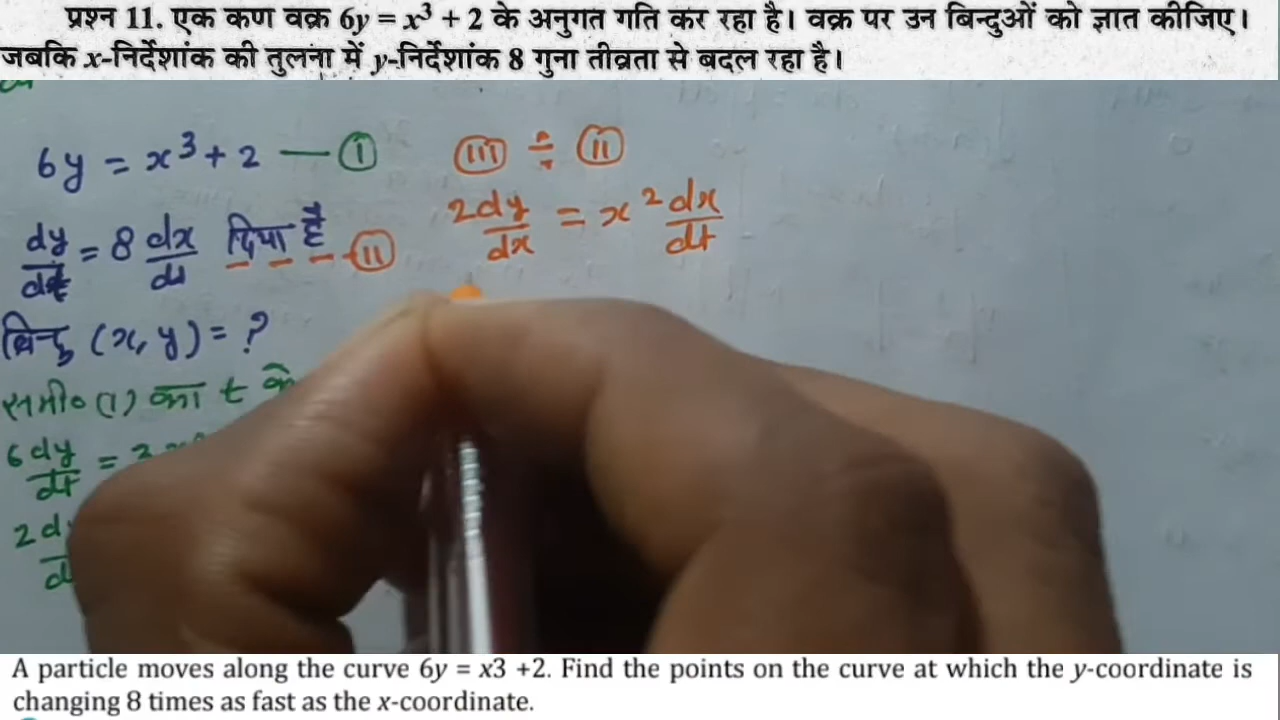 प्रश्न 11. एक कण वक्र 6y = x³ + 2 के अनुगत गति कर रहा है। वक्र पर उन बिन्दुओं को ज्ञात कीजिए।
जबकि x-निर्देशांक की तुलना में y-निर्देशांक 8 गुना तीव्रता से बदल रहा है।
6y = x³ + 2 — (I)
dy/dt = 8 dx/dt दिया है - (II)
बिन्दु (x, y) = ?
समी० (1) का t के
6 dy/dt =
2
(III) ÷ (II)
2dy/dx = x² dx/dt
A particle moves along the curve 6y = x3 +2. Find the points on the curve at which the y-coordinate is
changing 8 times as fast as the x-coordinate.